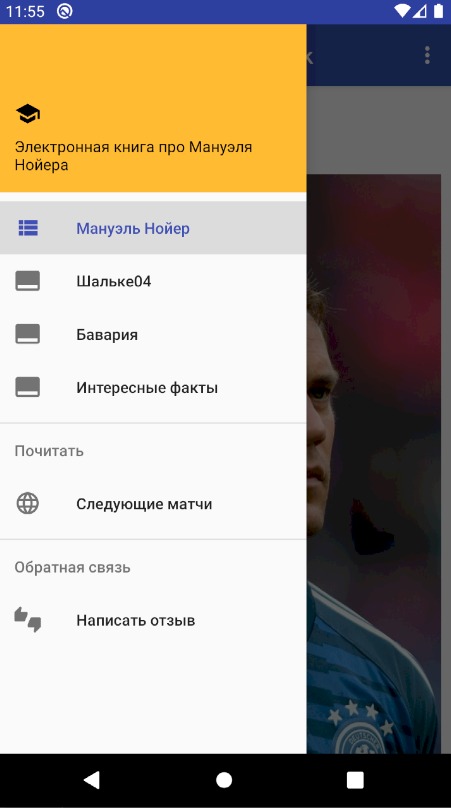 11:55
Электронная книга про Мануэля
Нойера
Мануэль Нойер
Шальке04
Бавария
Интересные факты
Почитать
Следующие матчи
Обратная связь
Написать отзыв